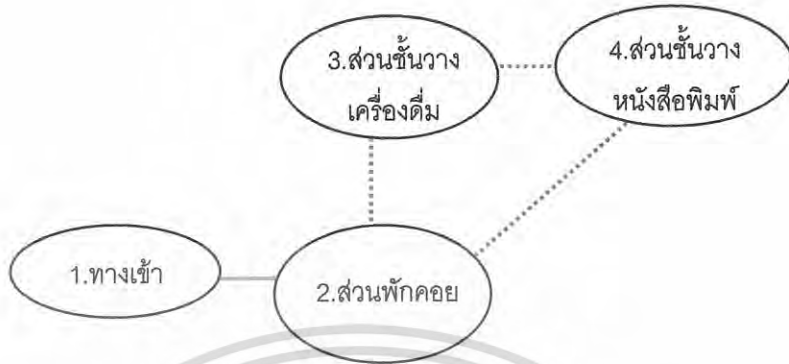 3.ส่วนชั้นวาง
เครื่องดื่ม
4.ส่วนชั้นวาง
หนังสือพิมพ์
1.ทางเข้า
2.ส่วนพักคอย